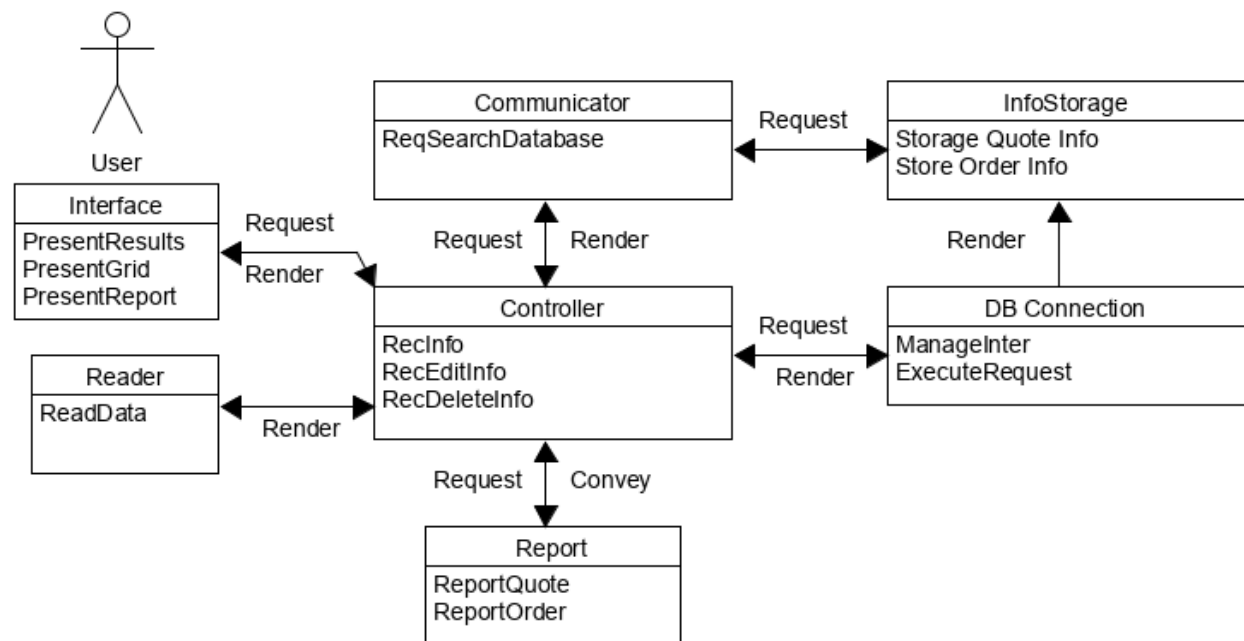 User
Interface
PresentResults
PresentGrid
PresentReport
Reader
ReadData
Request
Render
Render
Communicator
ReqSearchDatabase
Request
Render
Controller
RecInfo
RecEditInfo
RecDeleteInfo
Request
Convey
Report
ReportQuote
ReportOrder
Request
InfoStorage
Storage Quote Info
Store Order Info
Render
Request
Render
DB Connection
ManageInter
ExecuteRequest